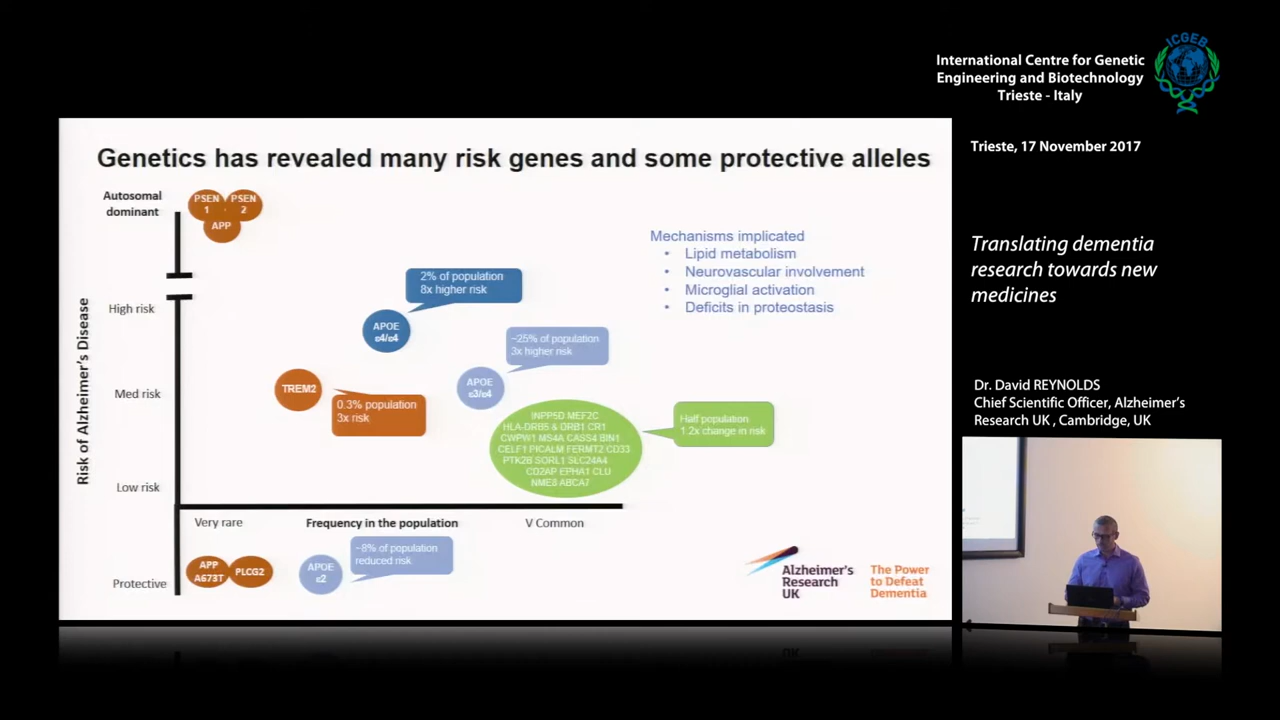 International Centre for Genetic
Engineering and Biotechnology
Trieste - Italy
ICGEB
Trieste, 17 November 2017
Translating dementia
research towards new
medicines
Dr. David REYNOLDS
Chief Scientific Officer, Alzheimer's
Research UK , Cambridge, UK
Genetics has revealed many risk genes and some protective alleles
Autosomal
dominant
PSEN
1
PSEN
2
APP
Mechanisms implicated
• Lipid metabolism
• Neurovascular involvement
• Microglial activation
• Deficits in proteostasis
2% of population
8x higher risk
High risk
APOE
ε4/ε4
~25% of population
3x higher risk
Risk of Alzheimer's Disease
Med risk
TREM2
APOE
ε3/ε4
0.3% population
3x risk
INPP5D MEF2C
HLA-DRB5 & DRB1 CR1
CWPW1 MS4A CASS4 BIN1
CELF1 PICALM FERMT2 CD33
PTK2B SORL1 SLC24A4
CD2AP EPHA1 CLU
NME8 ABCA7
Half population
1.2x change in risk
Low risk
Very rare
Frequency in the population
V Common
Protective
APP
A673T
PLCG2
APOE
ε2
~8% of population
reduced risk
Alzheimer's
Research
UK
The Power
to Defeat
Dementia